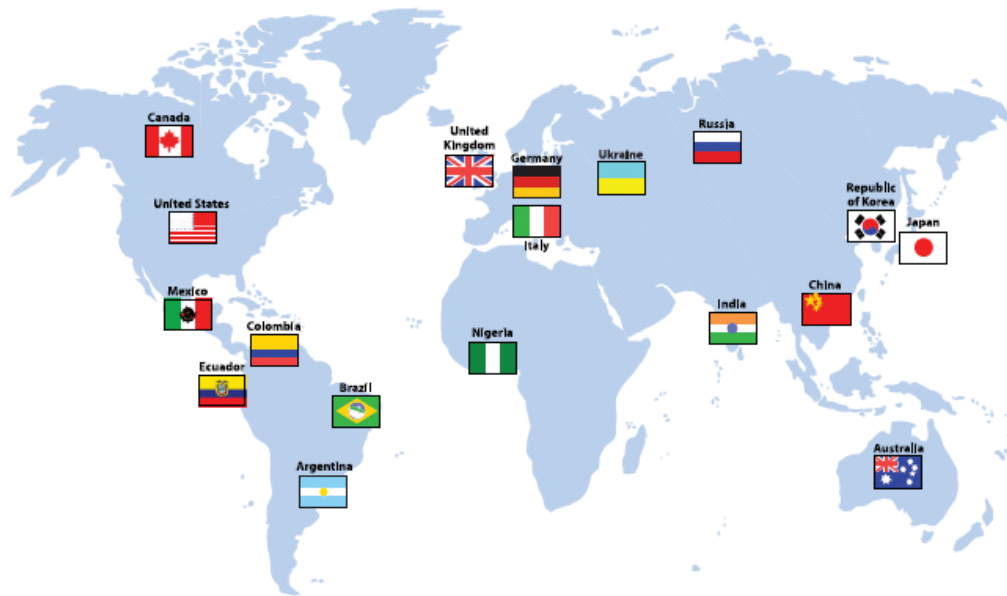 Canada
United States
Mexico
Colombia
Ecuador
Brazil
Argentina
United
Kingdom
Germany
Italy
Ukraine
Russia
Nigeria
India
China
Republic
of Korea
Japan
Australia